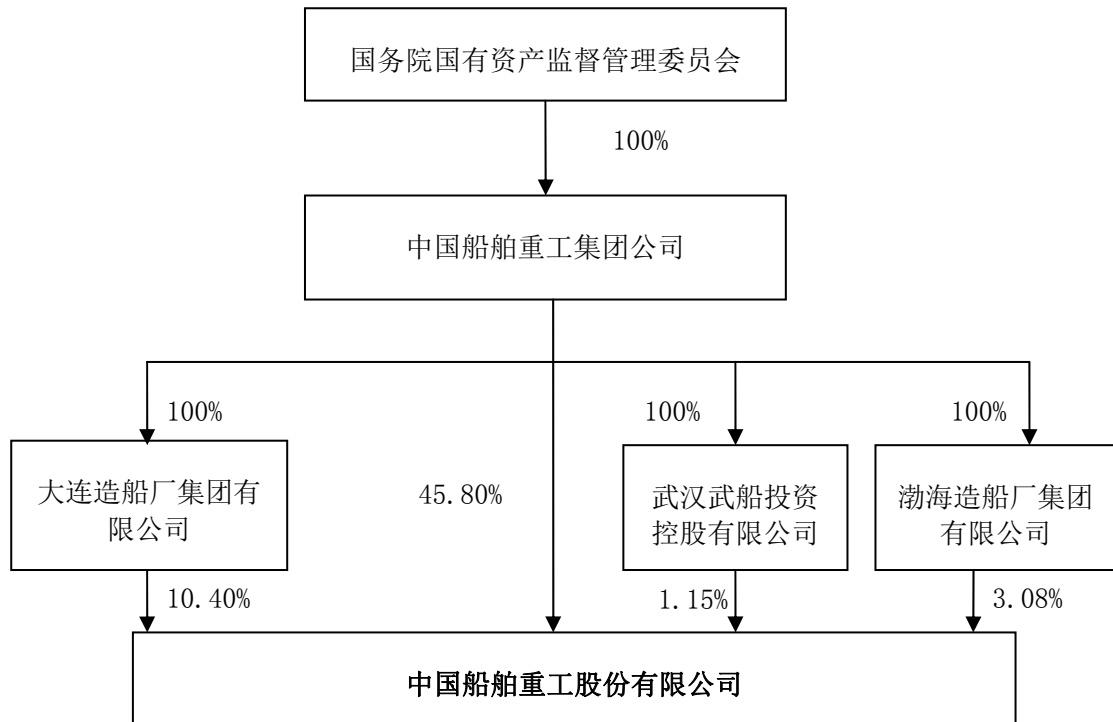 国务院国有资产监督管理委员会
100%
中国船舶重工集团公司
100%
100%
100%
大连造船厂集团有
限公司
45.80%
武汉武船投资
控股有限公司
渤海造船厂集团
有限公司
10.40%
1.15%
3.08%
中国船舶重工股份有限公司